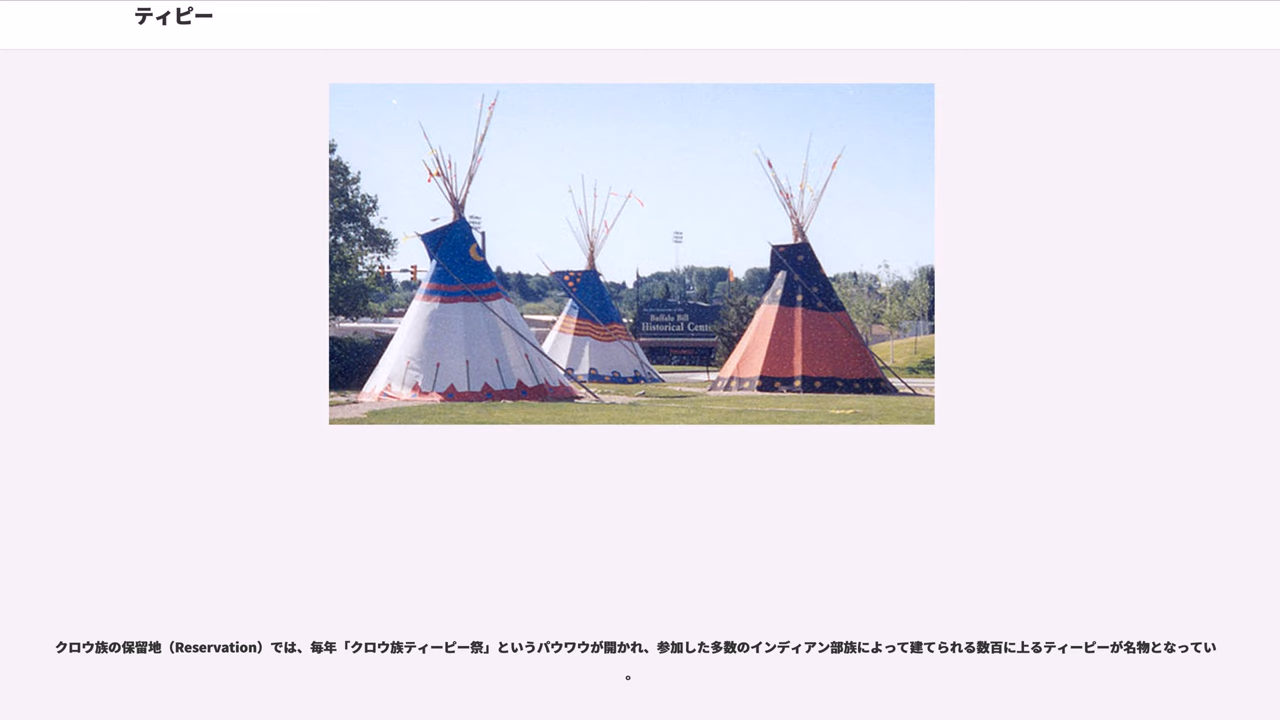 ティピー
Buffalo Bill
Historical Cente
クロウ族の保留地（Reservation）では、毎年「クロウ族ティーピー祭」というパウワウが開かれ、参加した多数のインディアン部族によって建てられる数百に上るティーピーが名物となってい
。